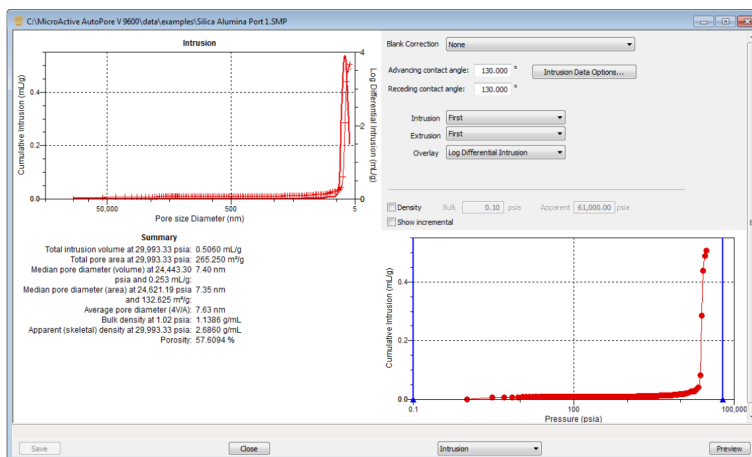 C:\MicroActive AutoPore V 9600\data\examples\Silica Alumina Port 1.SMP
Intrusion
Cumulative Intrusion (mL/g)
0.4
0.2
0.0
4
3
2
1
0
Log Differential Intrusion (mL/g)
50,000
500
5
Pore size Diameter (nm)
Summary
Total intrusion volume at 29,993.33 psia: 0.5060 mL/g
Total pore area at 29,993.33 psia: 265.250 m²/g
Median pore diameter (volume) at 24,443.30 7.40 nm
psia and 0.253 mL/g:
Median pore diameter (area) at 24,621.19 psia 7.35 nm
and 132.625 m²/g:
Average pore diameter (4V/A): 7.63 nm
Bulk density at 1.02 psia: 1.1386 g/mL
Apparent (skeletal) density at 29,993.33 psia: 2.6860 g/mL
Porosity: 57.6094 %
Blank Correction None
Advancing contact angle: 130.000 ° Intrusion Data Options...
Receding contact angle: 130.000 °
Intrusion First
Extrusion First
Overlay Log Differential Intrusion
Density Bulk 0.10 psia Apparent 61,000.00 psia
Show incremental
Cumulative Intrusion (mL/g)
0.4
0.2
0.0
0.1
100
100,000
Pressure (psia)
Save
Close
Intrusion
Preview